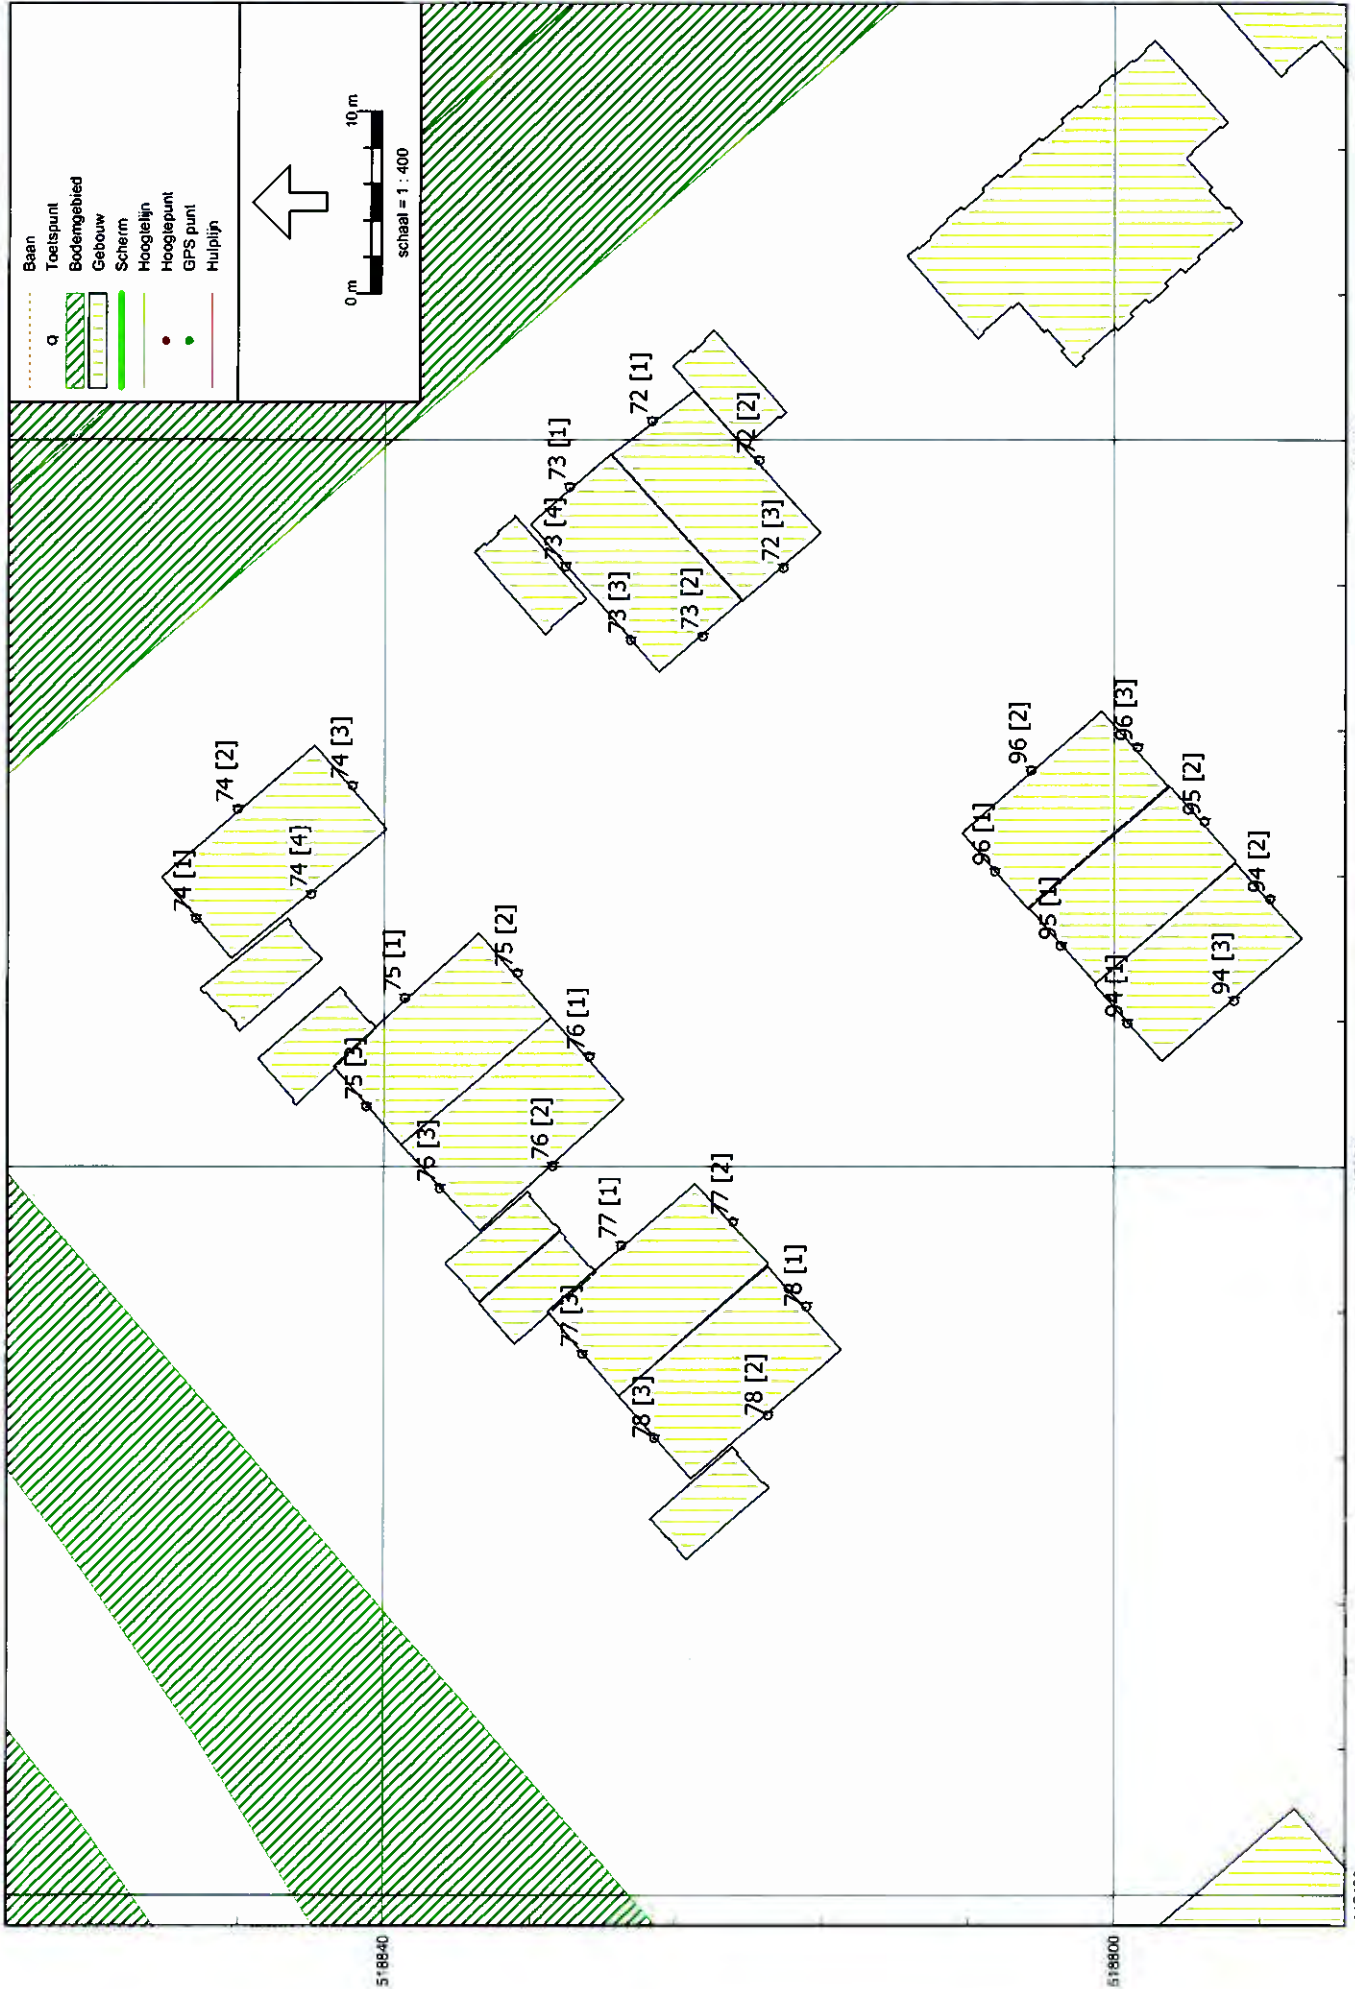 Baan
Toetspunt
Bodemgebied
Gebouw
Scherm
Hoogtelijn
Hoogtepunt
GPS punt
Hulplijn
0 m
10 m
schaal = 1 : 400
74 [1]
74 [2]
74 [3]
74 [4]
73 [1]
73 [4]
73 [3]
73 [2]
72 [1]
72 [2]
72 [3]
75 [1]
75 [2]
75 [3]
76 [1]
76 [2]
76 [3]
77 [1]
77 [2]
77 [3]
78 [1]
78 [2]
78 [3]
96 [1]
96 [2]
96 [3]
95 [1]
95 [2]
94 [1]
94 [2]
94 [3]
518840
518800